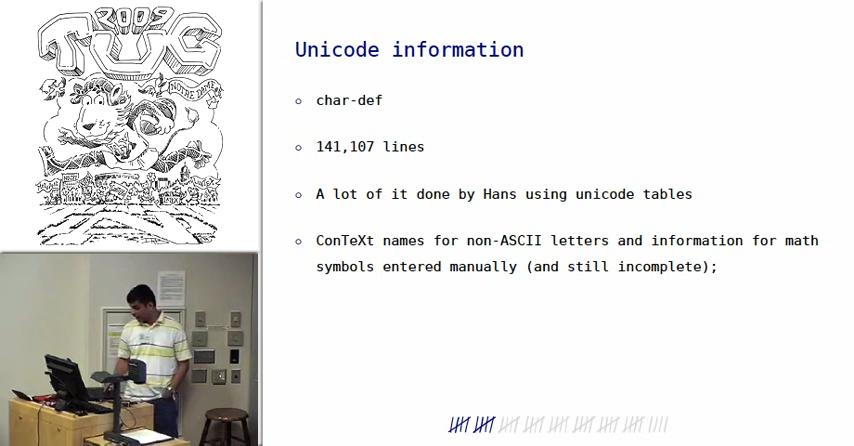 2009
TUG
NOTRE DAME
Unicode information
char-def
141,107 lines
A lot of it done by Hans using unicode tables
ConTeXt names for non-ASCII letters and information for math
symbols entered manually (and still incomplete);